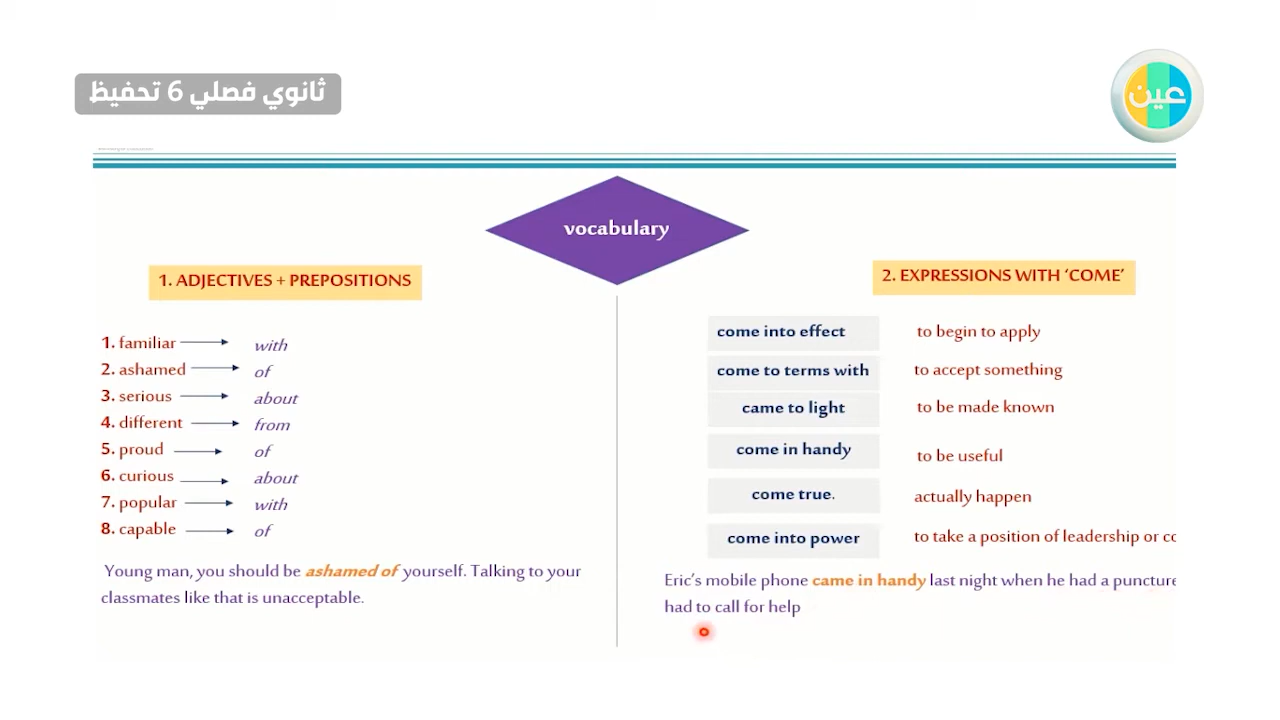 ثانوي فصلي 6 تحفيظ
عين
vocabulary
1. ADJECTIVES + PREPOSITIONS
1. familiar with
2. ashamed of
3. serious about
4. different from
5. proud of
6. curious about
7. popular with
8. capable of
Young man, you should be ashamed of yourself. Talking to your
classmates like that is unacceptable.
2. EXPRESSIONS WITH ‘COME’
come into effect to begin to apply
come to terms with to accept something
came to light to be made known
come in handy to be useful
come true. actually happen
come into power to take a position of leadership or
Eric’s mobile phone came in handy last night when he had a puncture
had to call for help